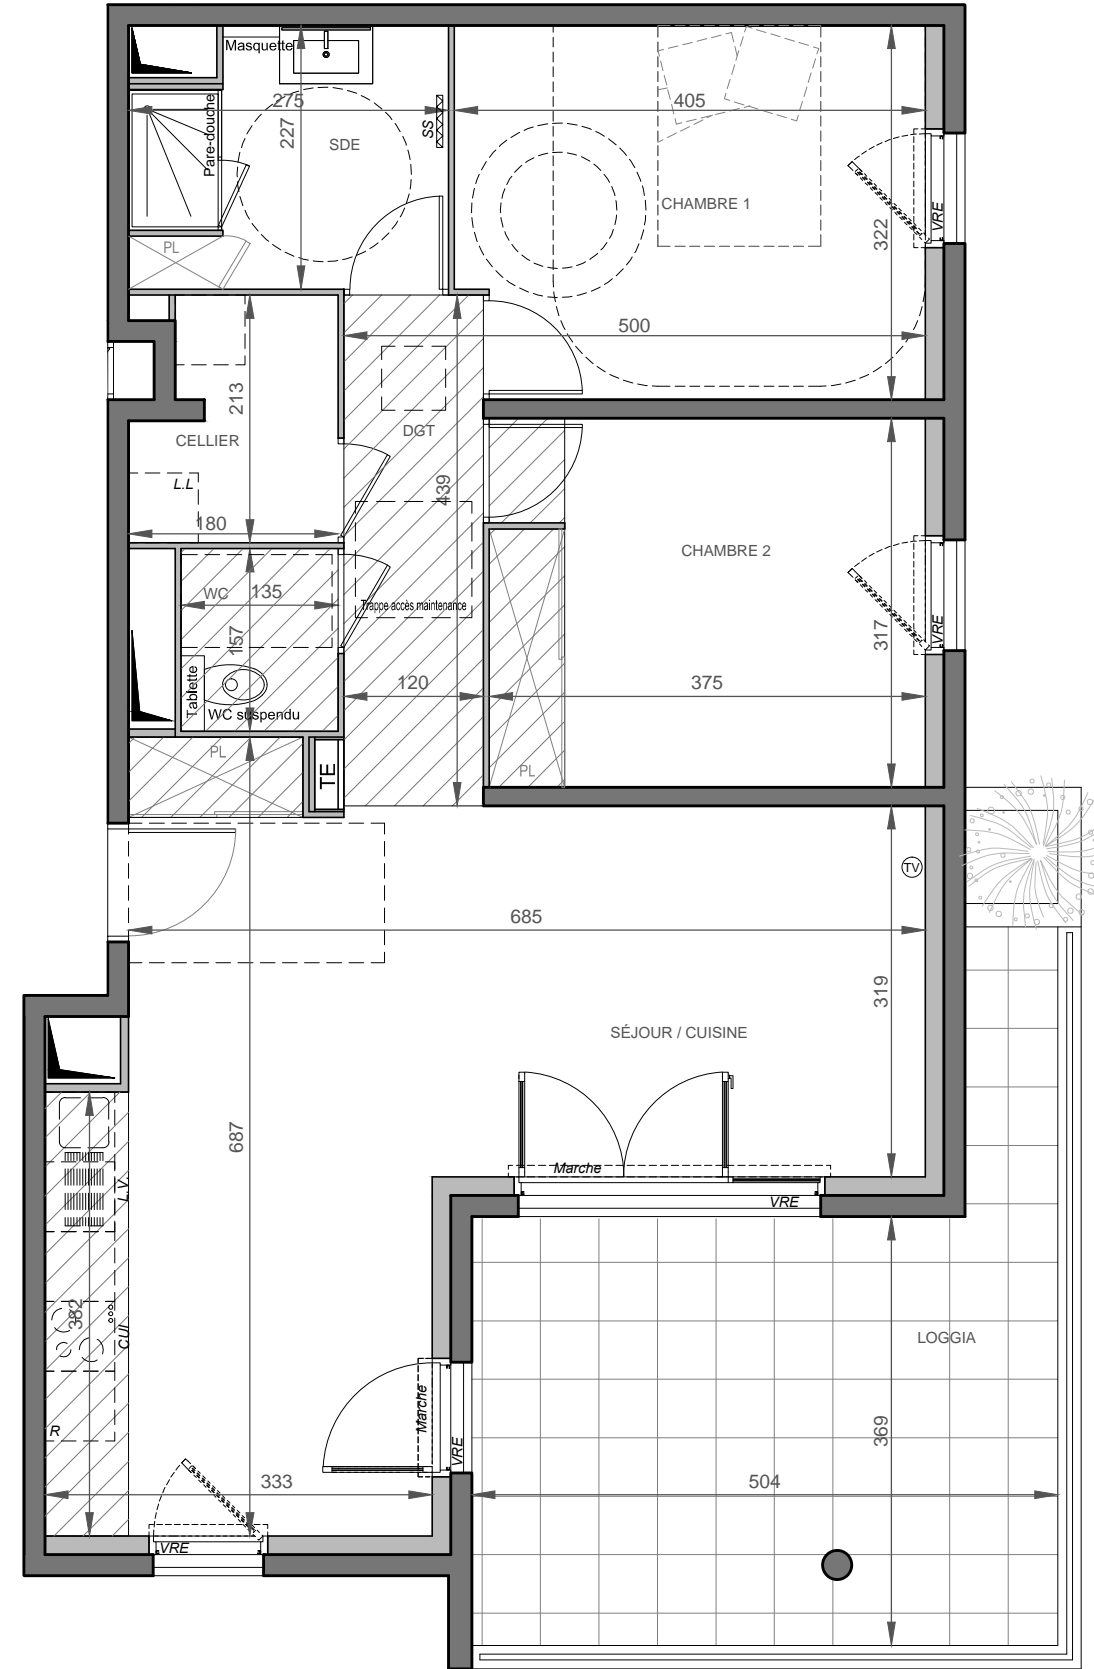 Masquette
275
405
Pare-douche
227
SDE
SS
CHAMBRE 1
VRE
322
PL
500
213
DGT
CELLIER
439
L.L
180
CHAMBRE 2
WC
135
Trappe accès maintenance
157
317
VRE
Tablette
WC suspendu
120
375
PL
TE
PL
TV
685
319
SÉJOUR / CUISINE
687
Marche
VRE
L.V
382
CUI
LOGGIA
R
Marche
VRE
369
333
504
VRE